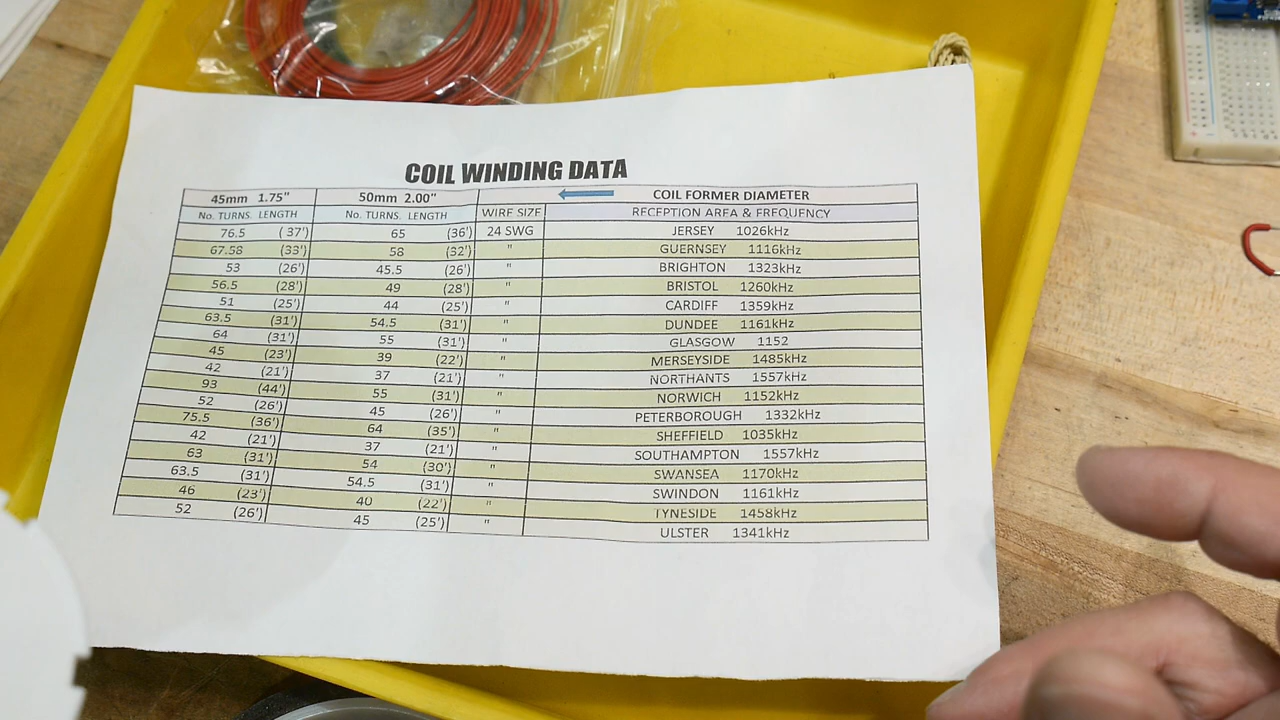 COIL WINDING DATA
45mm 1.75" 50mm 2.00" COIL FORMER DIAMETER
No. TURNS. LENGTH No. TURNS. LENGTH WIRE SIZE RECEPTION AREA & FREQUENCY
76.5 ( 37') 65 (36') 24 SWG JERSEY 1026kHz
67.58 (33') 58 (32') " GUERNSEY 1116kHz
53 (26') 45.5 (26') " BRIGHTON 1323kHz
56.5 (28') 49 (28') " BRISTOL 1260kHz
51 (25') 44 (25') " CARDIFF 1359kHz
63.5 (31') 54.5 (31') " DUNDEE 1161kHz
64 (31') 55 (31') " GLASGOW 1152
45 (23') 39 (22') " MERSEYSIDE 1485kHz
42 (21') 37 (21') " NORTHANTS 1557kHz
93 (44') 55 (31') " NORWICH 1152kHz
52 (26') 45 (26') " PETERBOROUGH 1332kHz
75.5 (36') 64 (35') " SHEFFIELD 1035kHz
42 (21') 37 (21') " SOUTHAMPTON 1557kHz
63 (31') 54 (30') " SWANSEA 1170kHz
63.5 (31') 54.5 (31') " SWINDON 1161kHz
46 (23') 40 (22') " TYNESIDE 1458kHz
52 (26') 45 (25') " ULSTER 1341kHz